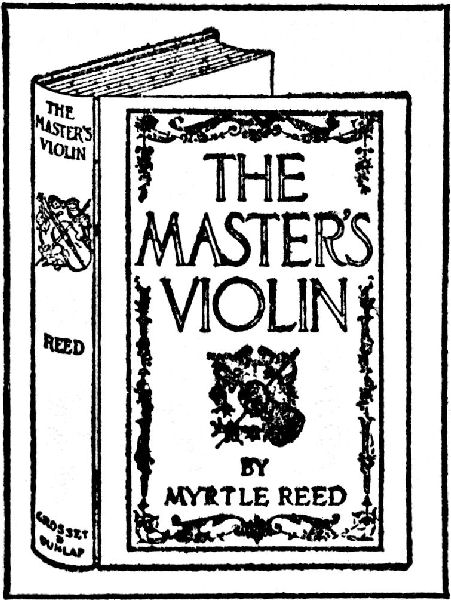 THE
MASTER'S
VIOLIN
REED
GROSSET
&
DUNLAP
THE
MASTER'S
VIOLIN
BY
MYRTLE REED